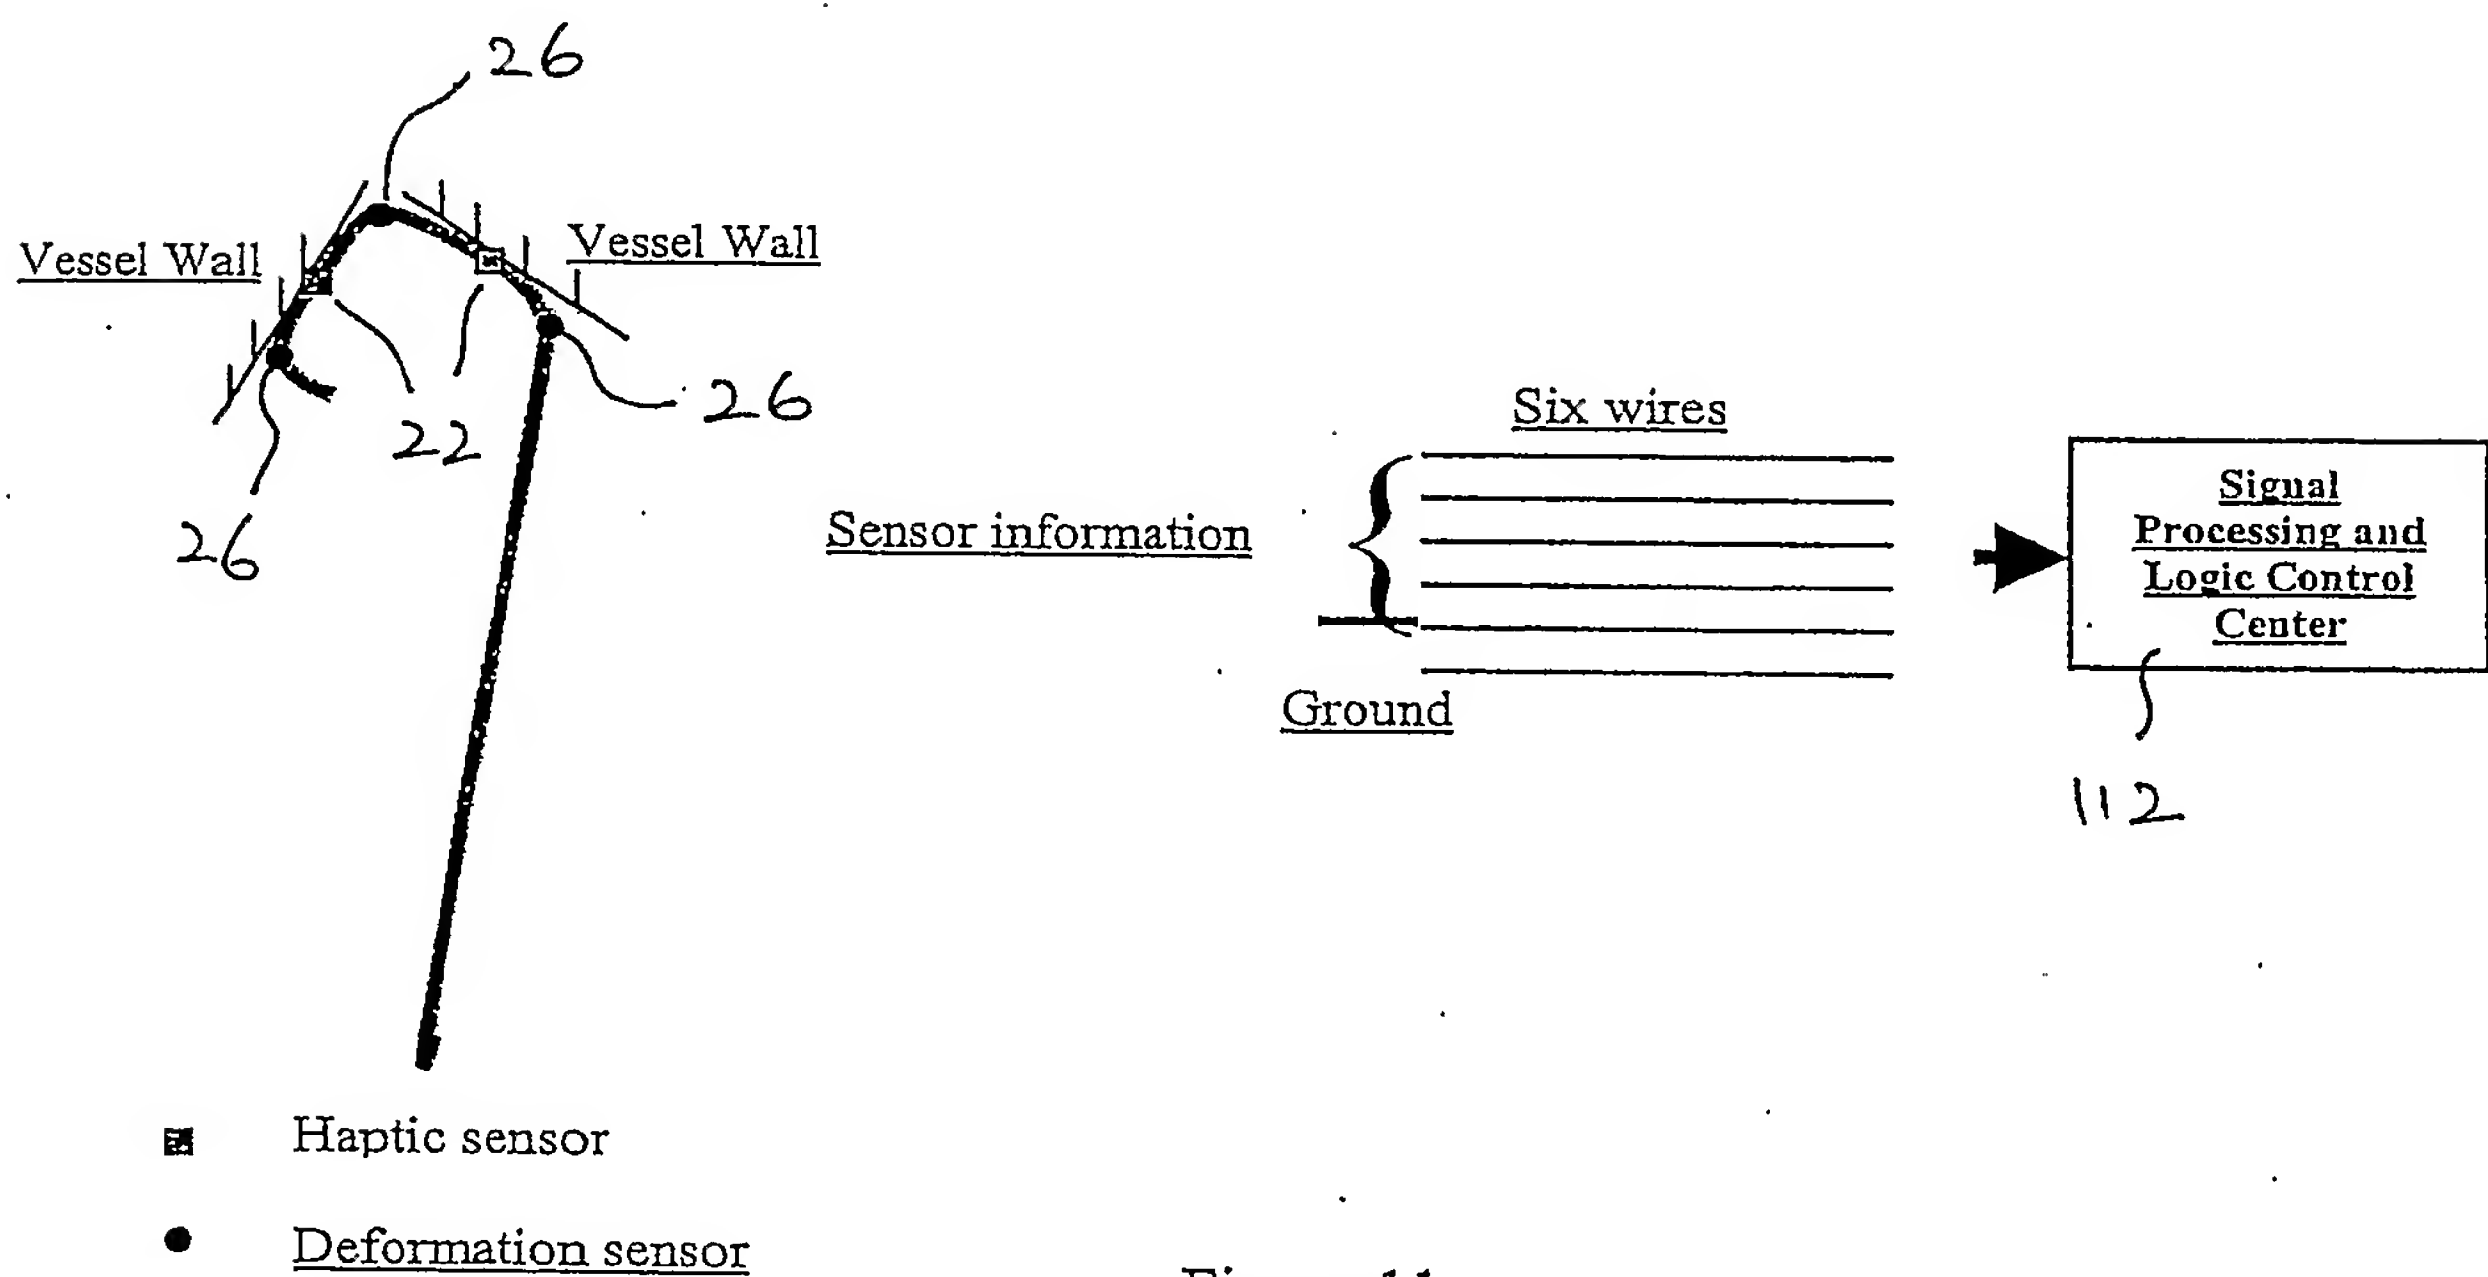 26
Vessel Wall
Vessel Wall
26
22
26
Six wires
Sensor information
Ground
Signal
Processing and
Logic Control
Center
112
Haptic sensor
Deformation sensor